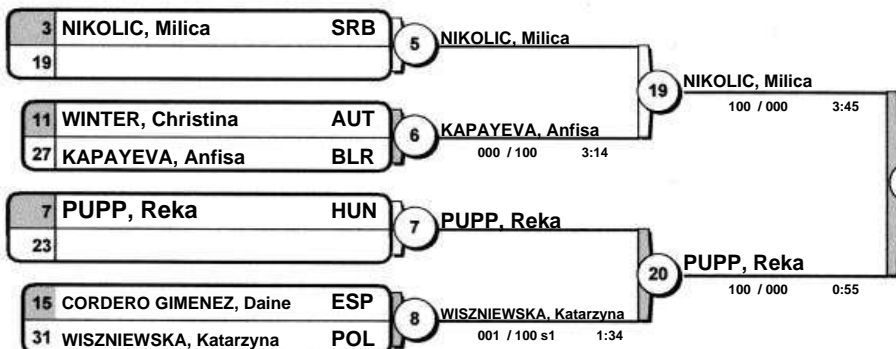 3 NIKOLIC, Milica SRB
19
5 NIKOLIC, Milica
11 WINTER, Christina AUT
27 KAPAYEVA, Anfisa BLR
6 KAPAYEVA, Anfisa
000 / 100 3:14
19 NIKOLIC, Milica
100 / 000 3:45
7 PUPP, Reka HUN
23
7 PUPP, Reka
15 CORDERO GIMENEZ, Daine ESP
31 WISZNIEWSKA, Katarzyna POL
8 WISZNIEWSKA, Katarzyna
001 / 100 s1 1:34
20 PUPP, Reka
100 / 000 0:55